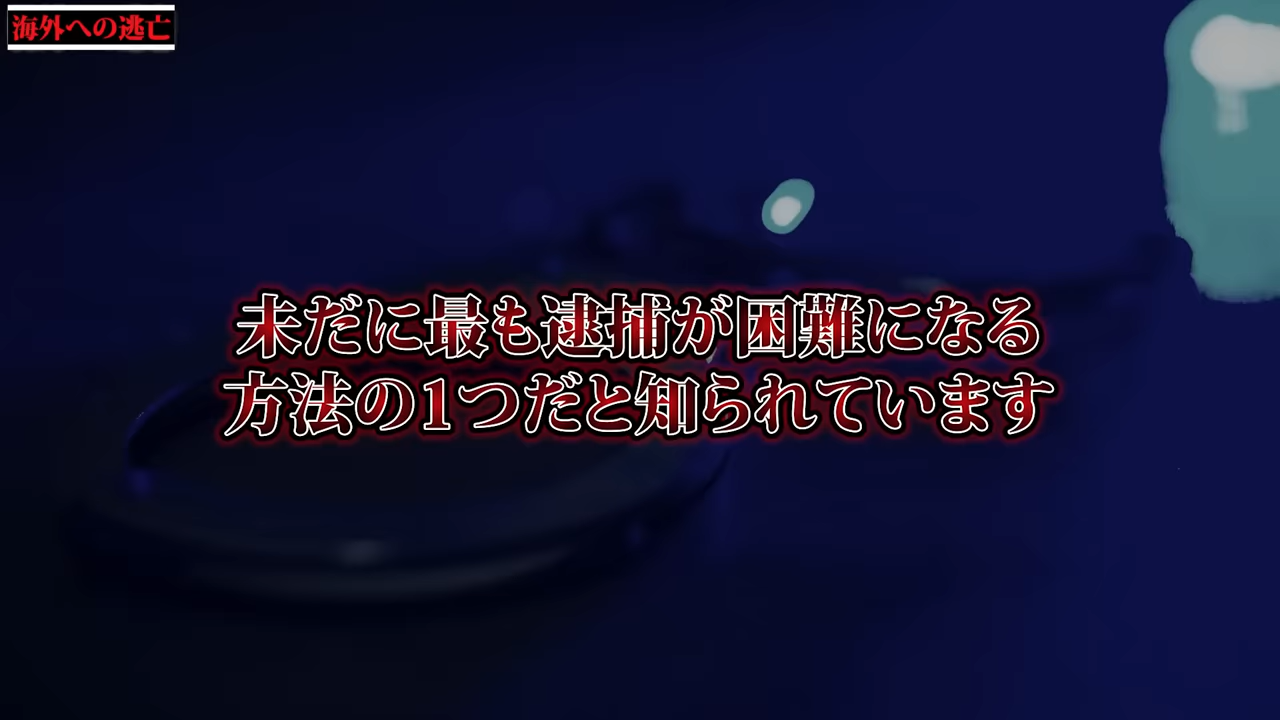 海外への逃亡
未だに最も逮捕が困難になる
方法の1つだと知られています